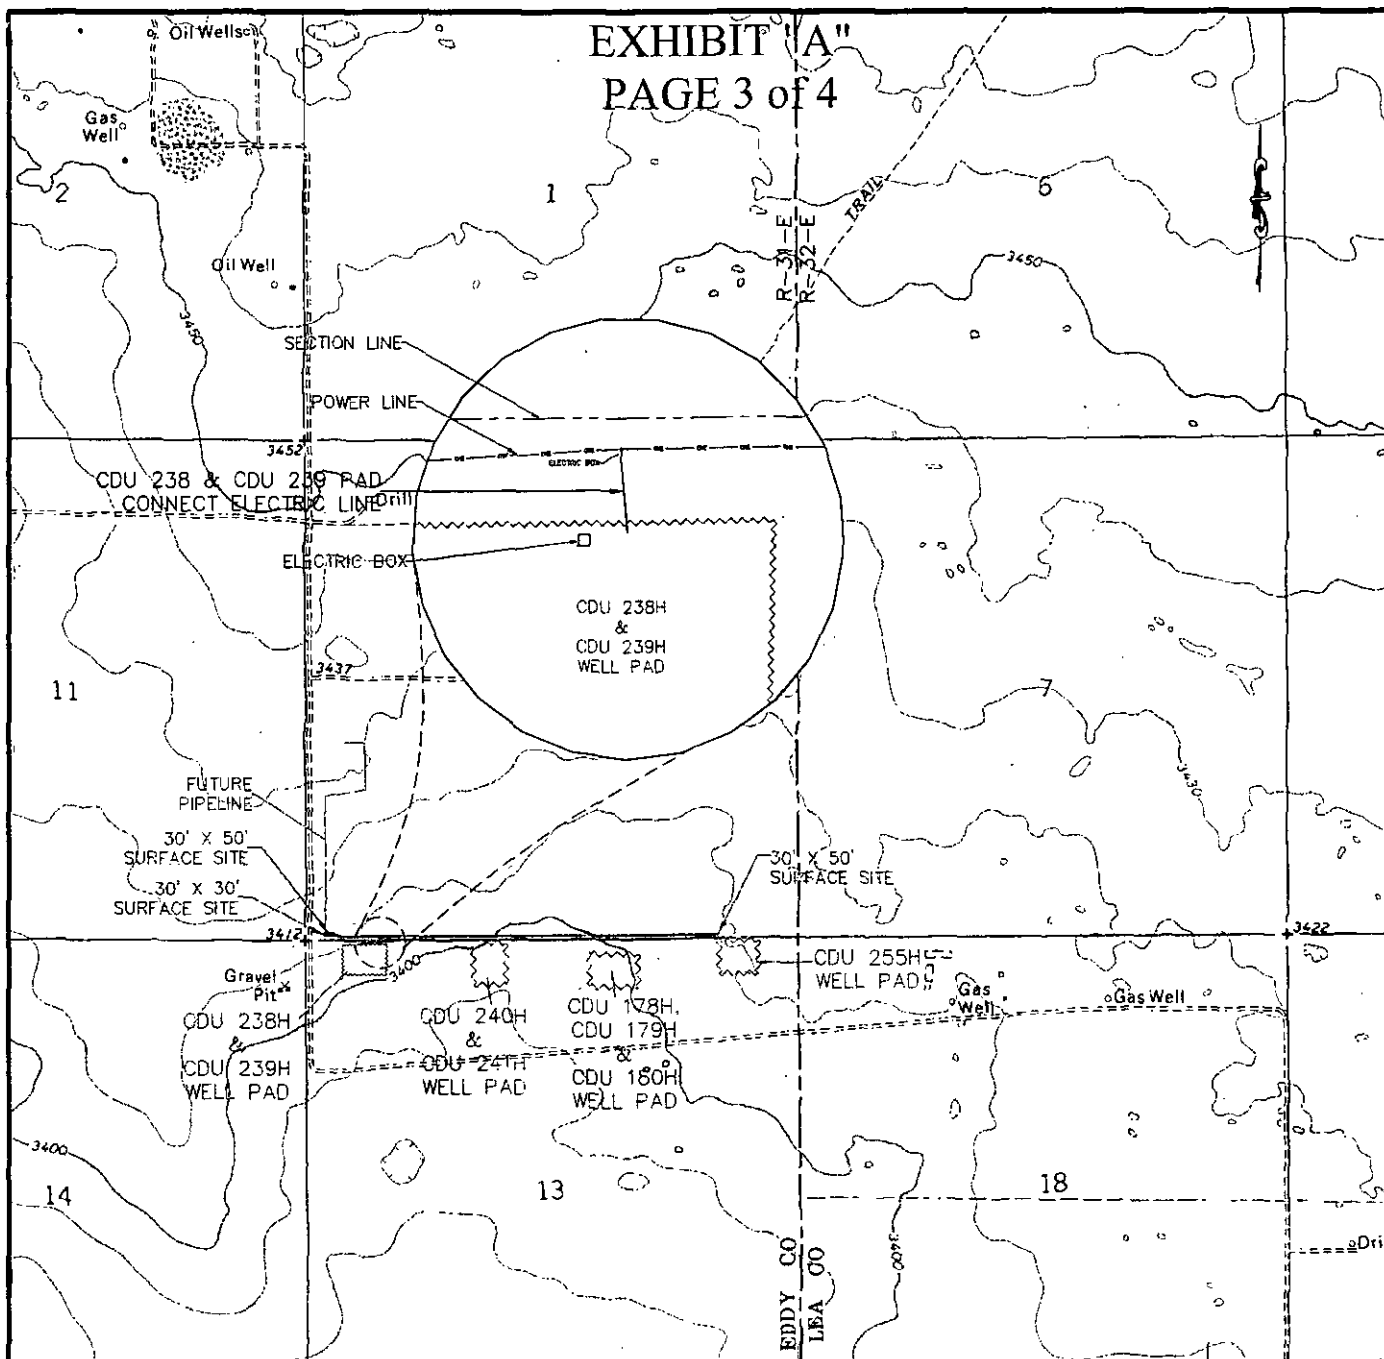 EXHIBIT "A"
PAGE 3 of 4
Oil Wells
Gas
Well
2
1
6
TRAIL
R-31-E
R-32-E
Oil Well
3450
3450
SECTION LINE
POWER LINE
3452
ELECTRIC BOX
CDU 238 & CDU 239 PAD
CONNECT ELECTRIC LINE
Drill
ELECTRIC BOX
CDU 238H
&
CDU 239H
WELL PAD
3437
11
7
3430
FUTURE
PIPELINE
30' X 50'
SURFACE SITE
30' X 30'
SURFACE SITE
30' X 50'
SURFACE SITE
3412
3422
3400
Gravel
Pit
CDU 238H
&
CDU 239H
WELL PAD
CDU 240H
&
CDU 241H
WELL PAD
CDU 178H,
CDU 179H
&
CDU 180H
WELL PAD
CDU 255H
WELL PAD
Gas
Well
Gas Well
3400
14
13
18
3400
EDDY CO
LEA CO
Dri